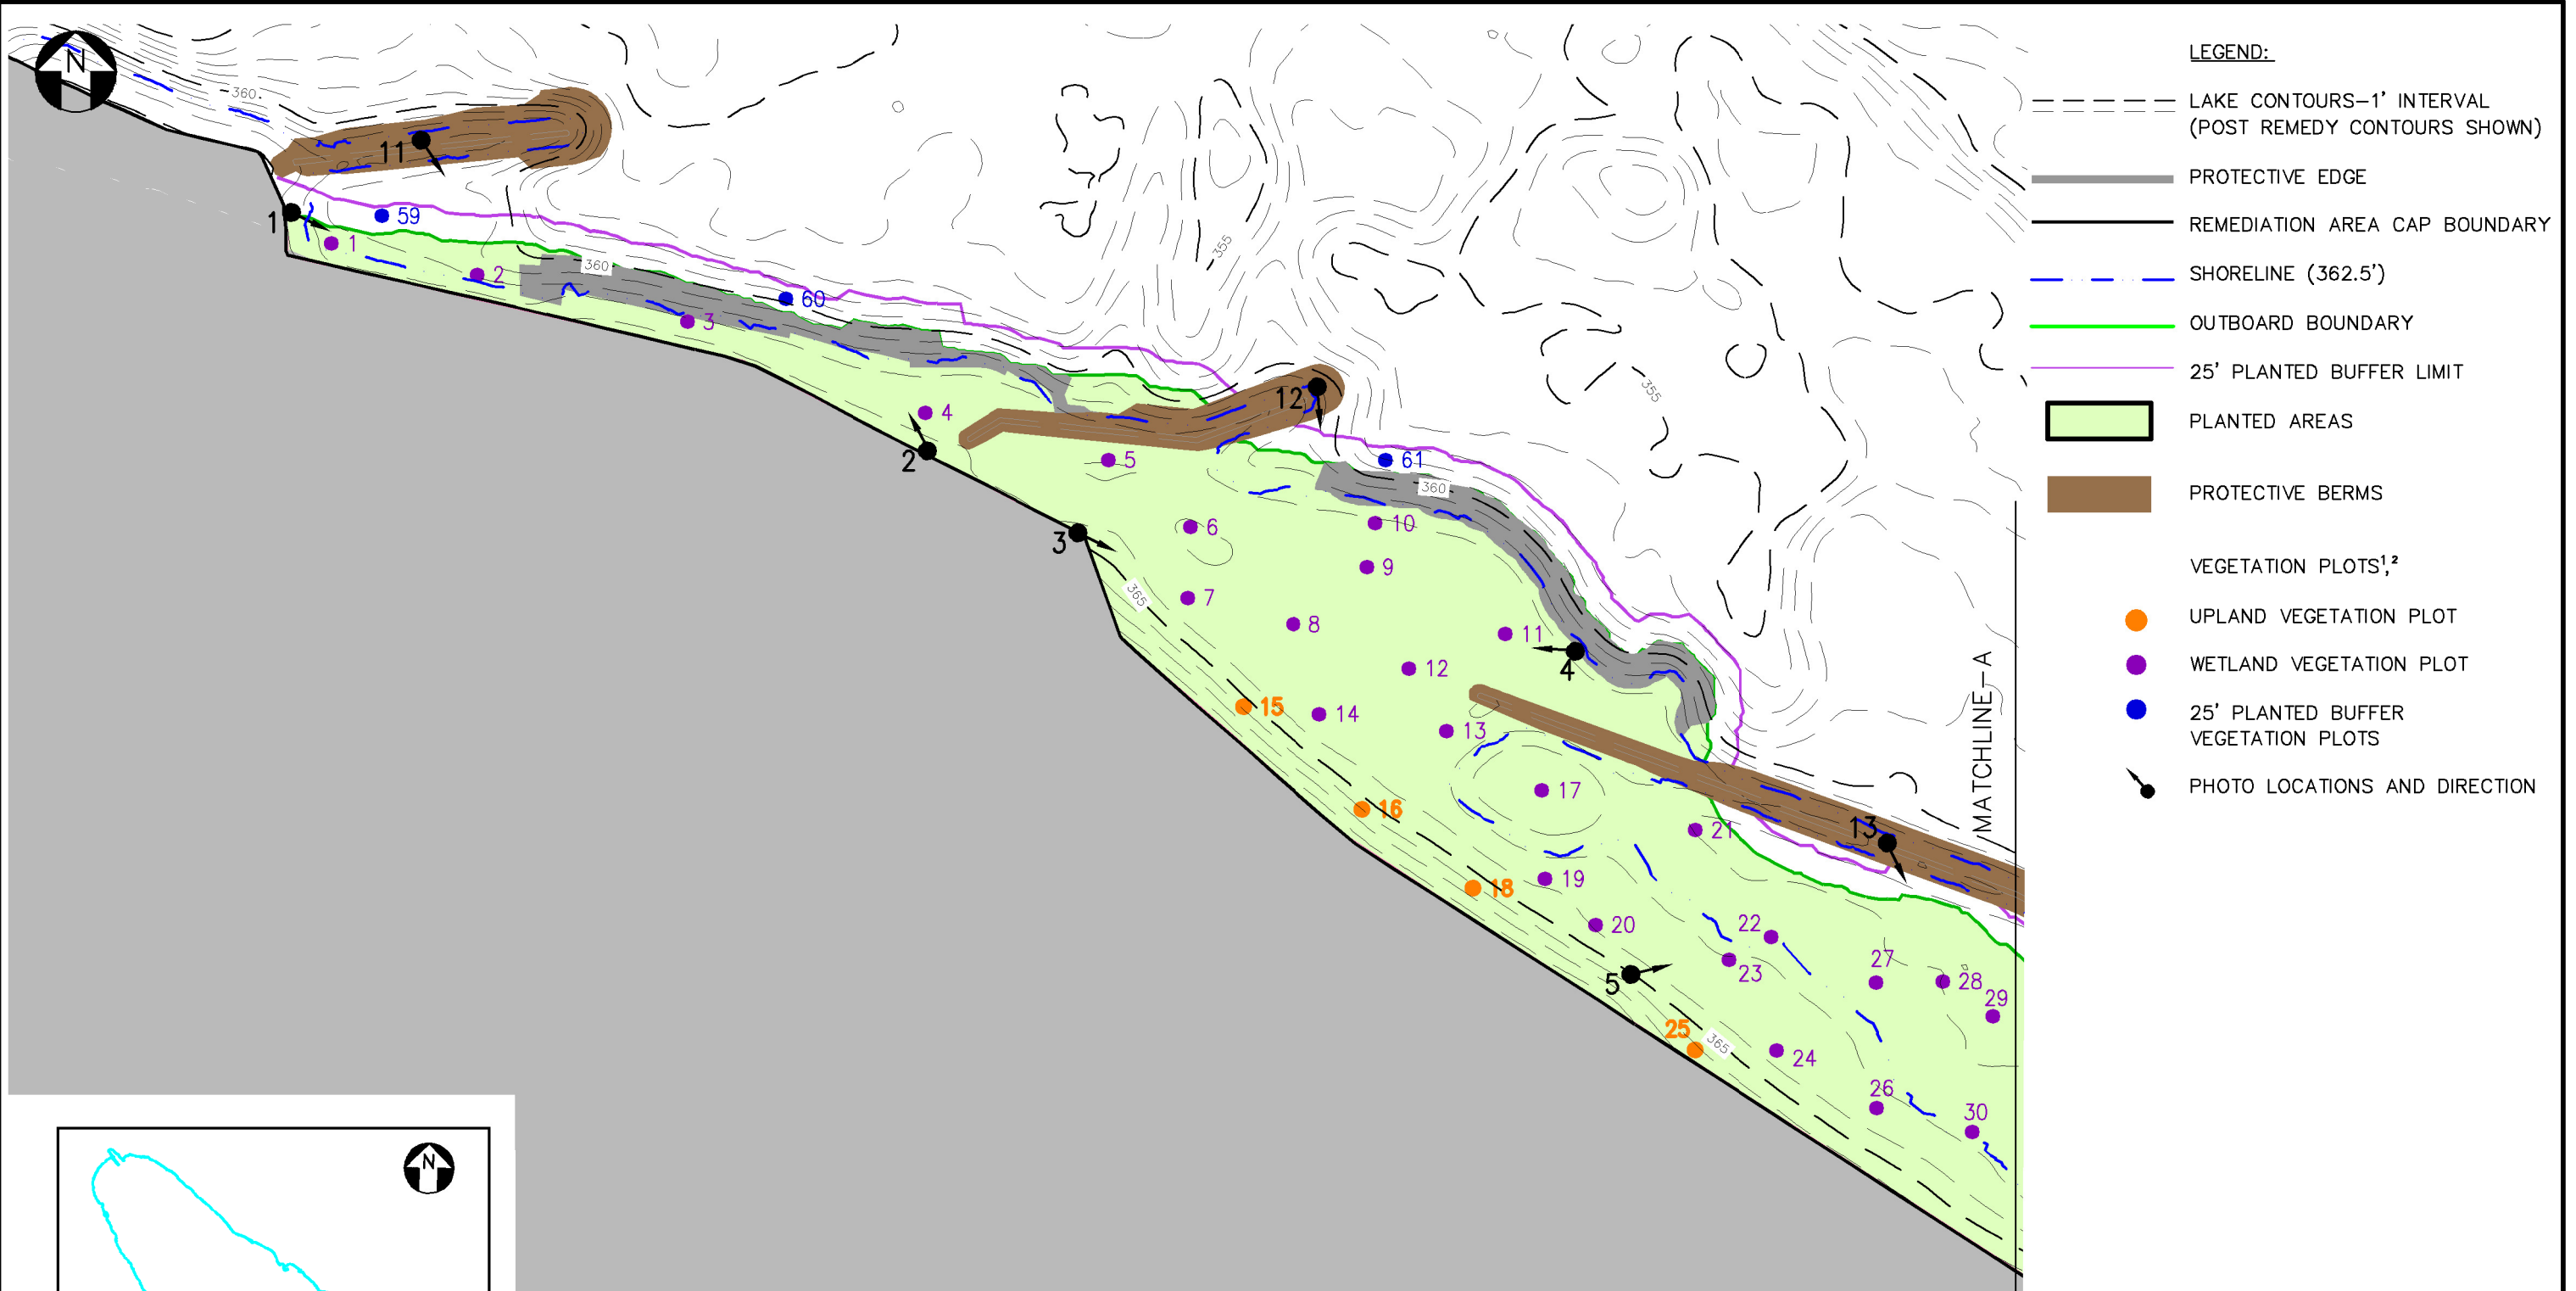 N
360
11
1
59
1
2
360
60
3
355
12
4
2
5
61
360
355
3
6
10
9
365
7
8
11
4
12
15
14
13
17
16
21
13
MATCHLINE-A
18
19
20
22
23
5
27
28
29
25
365
24
26
30
N
LEGEND:
LAKE CONTOURS-1' INTERVAL
(POST REMEDY CONTOURS SHOWN)
PROTECTIVE EDGE
REMEDIATION AREA CAP BOUNDARY
SHORELINE (362.5')
OUTBOARD BOUNDARY
25' PLANTED BUFFER LIMIT
PLANTED AREAS
PROTECTIVE BERMS
VEGETATION PLOTS¹,²
UPLAND VEGETATION PLOT
WETLAND VEGETATION PLOT
25' PLANTED BUFFER
VEGETATION PLOTS
PHOTO LOCATIONS AND DIRECTION